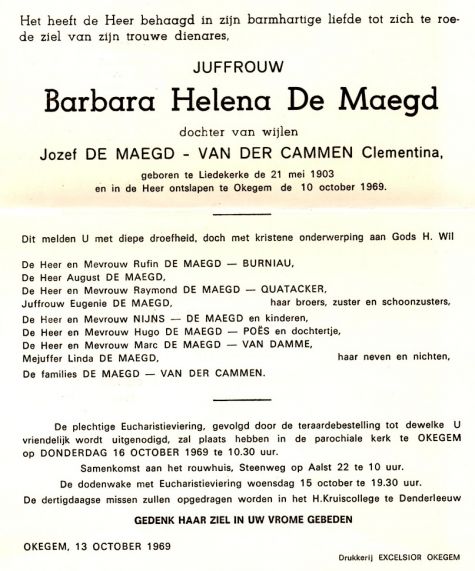 Het heeft de Heer behaagd in zijn barmhartige liefde tot zich te roe-
de ziel van zijn trouwe dienares,
JUFFROUW
Barbara Helena De Maegd
dochter van wijlen
Jozef DE MAEGD - VAN DER CAMMEN Clementina,
geboren te Liedekerke de 21 mei 1903
en in de Heer ontslapen te Okegem de 10 october 1969.
Dit melden U met diepe droefheid, doch met kristene onderwerping aan Gods H. Wil
De Heer en Mevrouw Rufin DE MAEGD — BURNIAU,
De Heer August DE MAEGD,
De Heer en Mevrouw Raymond DE MAEGD — QUATACKER,
Juffrouw Eugenie DE MAEGD, haar broers, zuster en schoonzusters,
De Heer en Mevrouw NIJNS — DE MAEGD en kinderen,
De Heer en Mevrouw Hugo DE MAEGD — POËS en dochtertje,
De Heer en Mevrouw Marc DE MAEGD — VAN DAMME,
Mejuffer Linda DE MAEGD, haar neven en nichten,
De families DE MAEGD — VAN DER CAMMEN.
De plechtige Eucharistieviering, gevolgd door de teraardebestelling tot dewelke U
vriendelijk wordt uitgenodigd, zal plaats hebben in de parochiale kerk te OKEGEM
op DONDERDAG 16 OCTOBER 1969 te 10.30 uur.
Samenkomst aan het rouwhuis, Steenweg op Aalst 22 te 10 uur.
De dodenwake met Eucharistieviering woensdag 15 october te 19.30 uur.
De dertigdaagse missen zullen opgedragen worden in het H.Kruiscollege te Denderleeuw
GEDENK HAAR ZIEL IN UW VROME GEBEDEN
OKEGEM, 13 OCTOBER 1969
Drukkerij EXCELSIOR OKEGEM